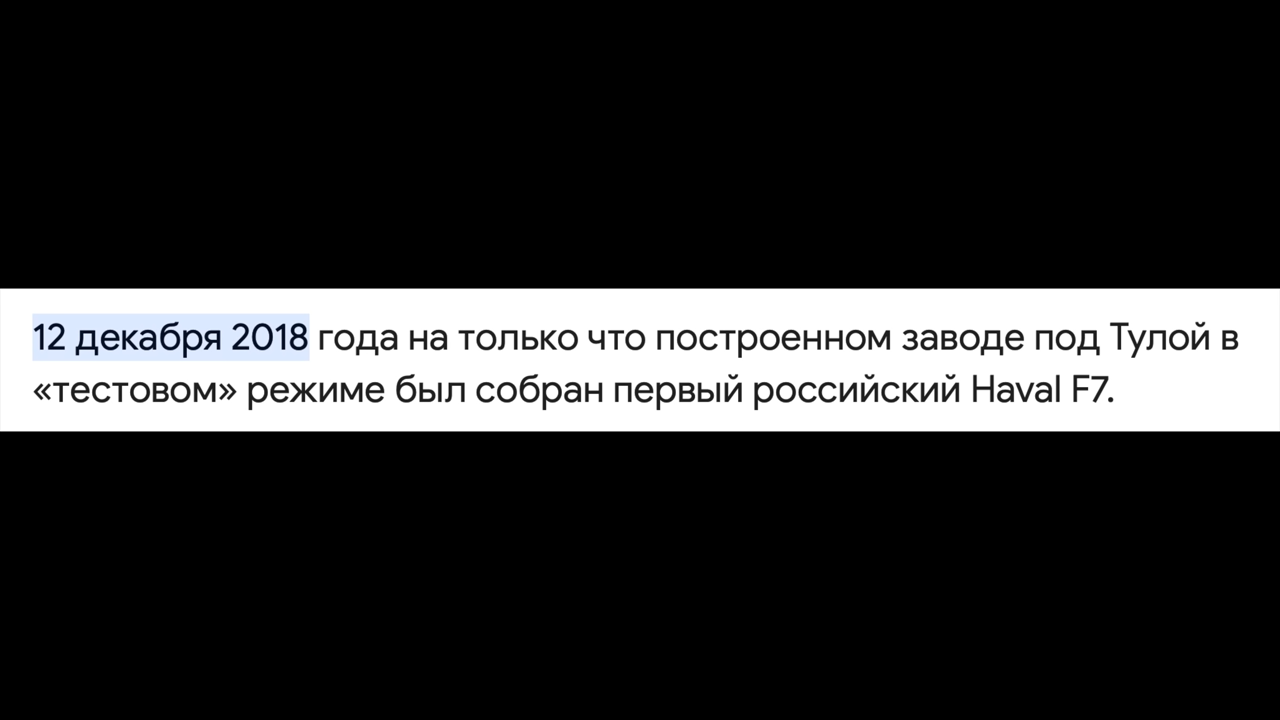 12 декабря 2018 года на только что построенном заводе под Тулой в
«тестовом» режиме был собран первый российский Haval F7.